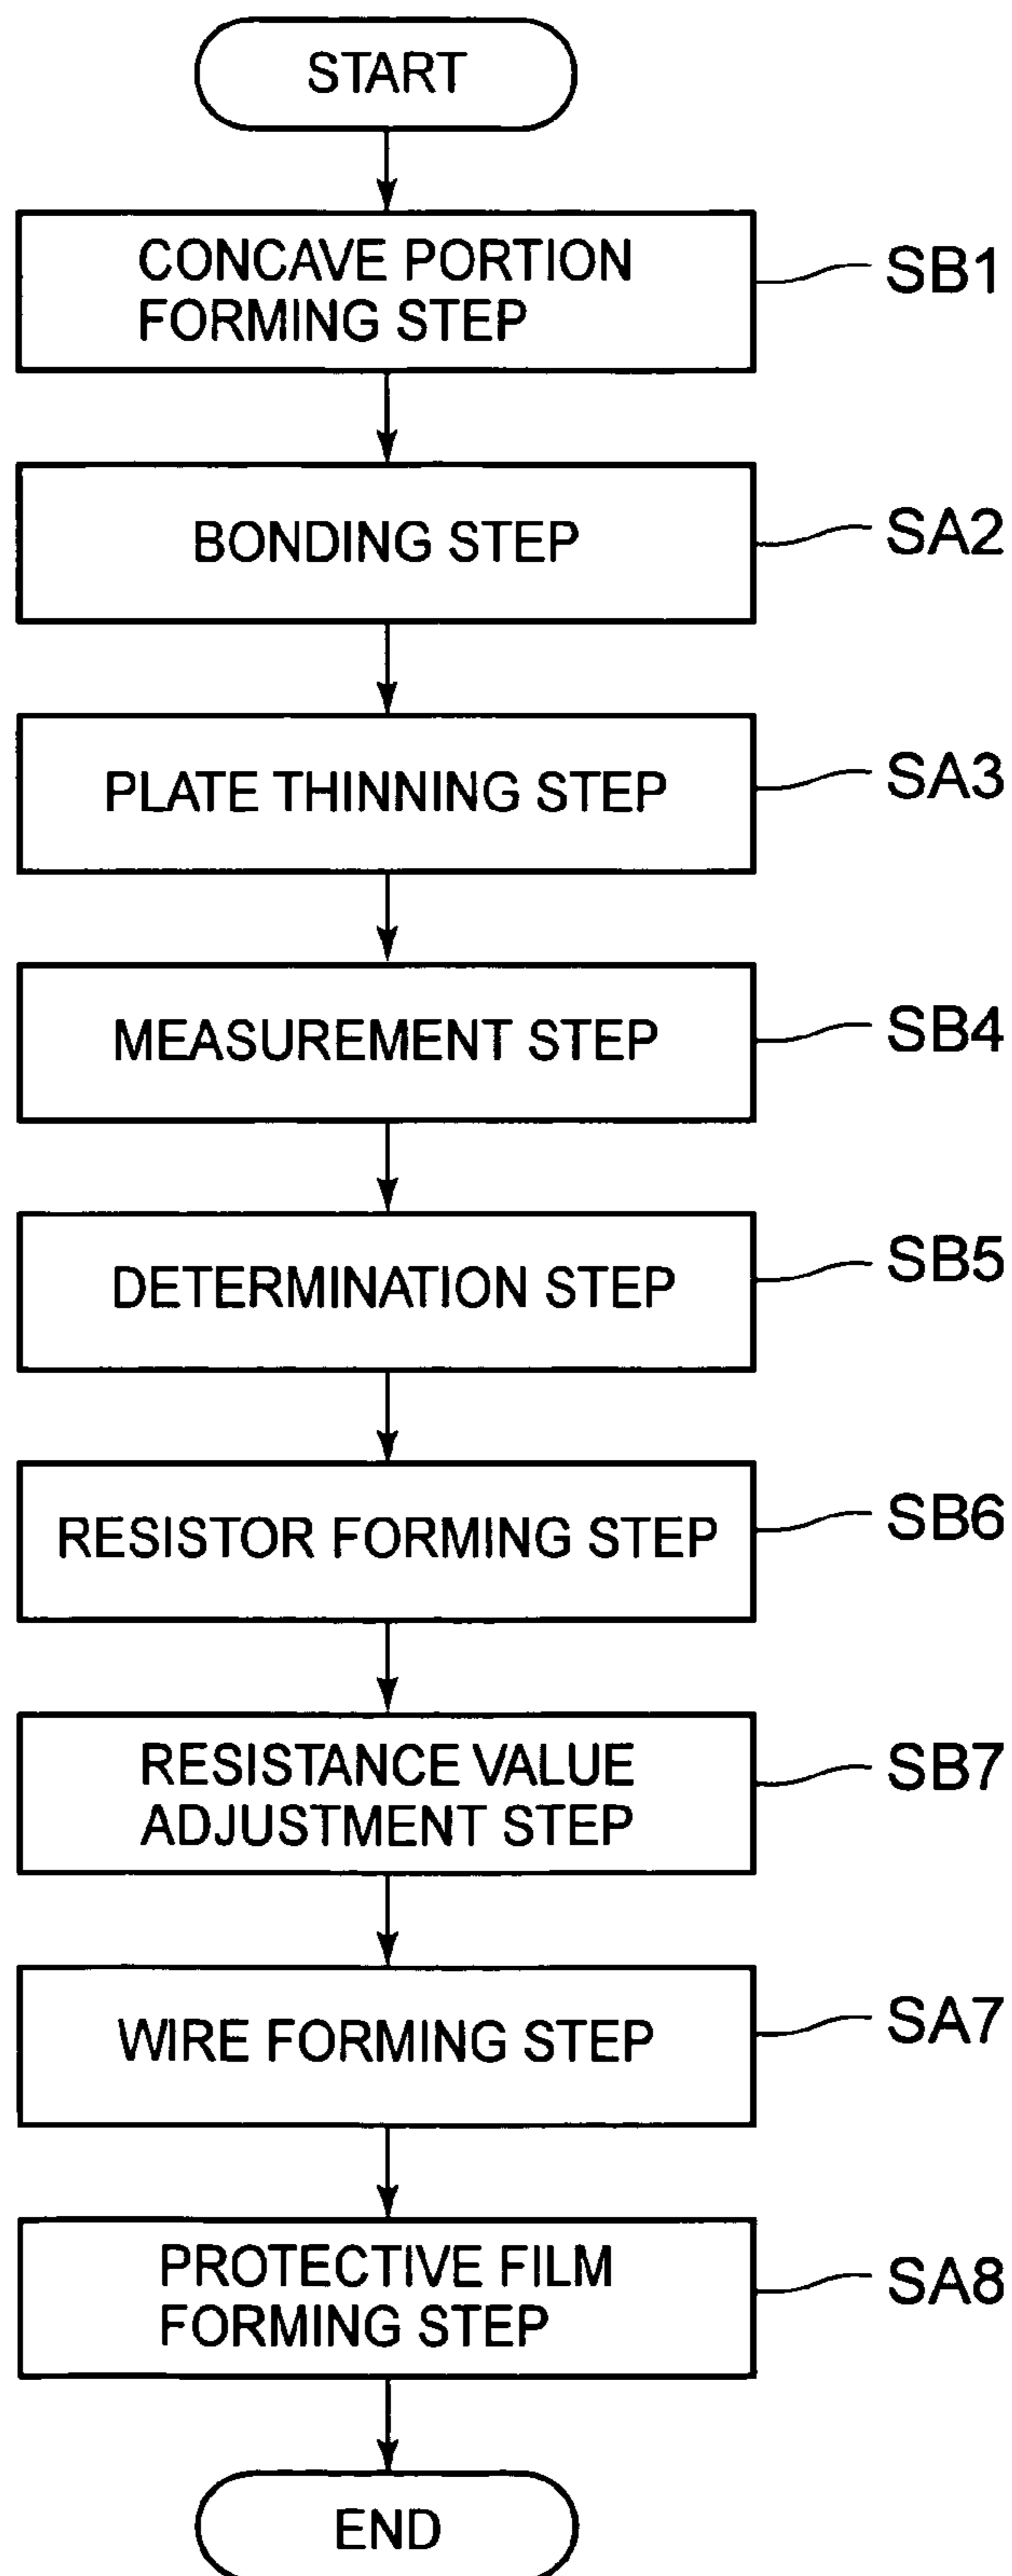 START
CONCAVE PORTION
FORMING STEP
SB1
BONDING STEP
SA2
PLATE THINNING STEP
SA3
MEASUREMENT STEP
SB4
DETERMINATION STEP
SB5
RESISTOR FORMING STEP
SB6
RESISTANCE VALUE
ADJUSTMENT STEP
SB7
WIRE FORMING STEP
SA7
PROTECTIVE FILM
FORMING STEP
SA8
END